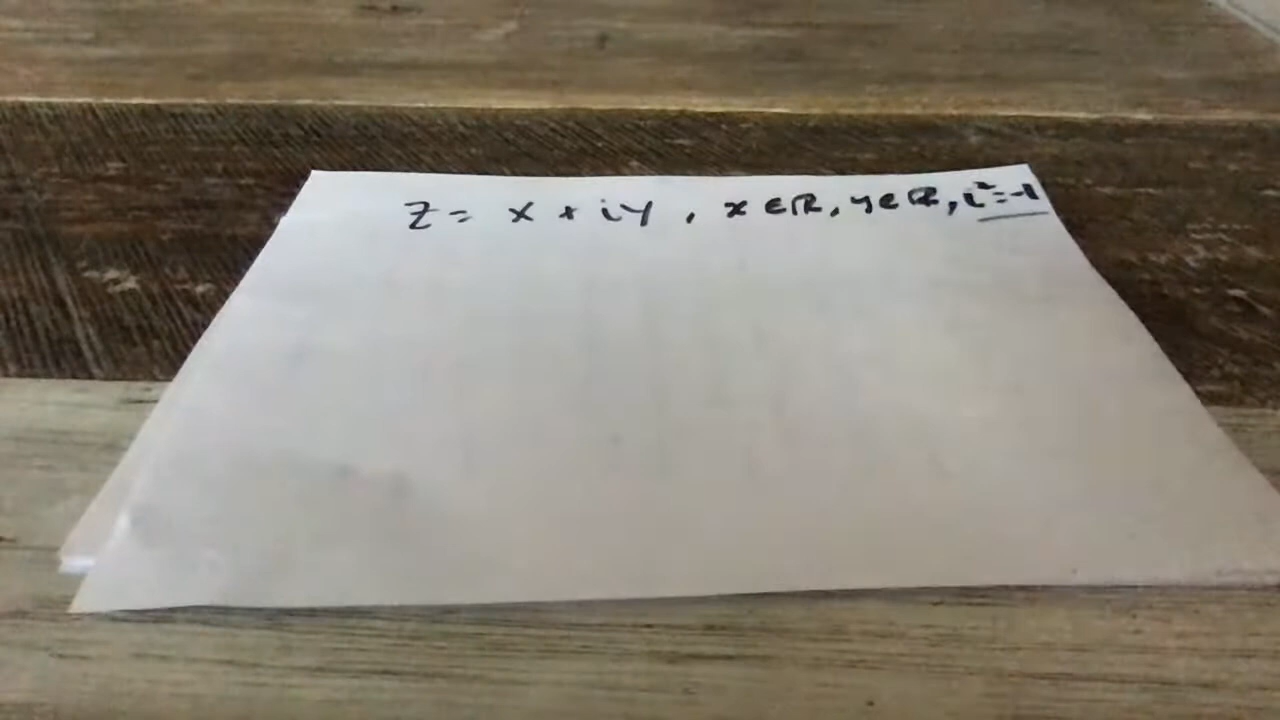 z = x + iy, x ∈ ℝ, y ∈ ℝ, i² = -1